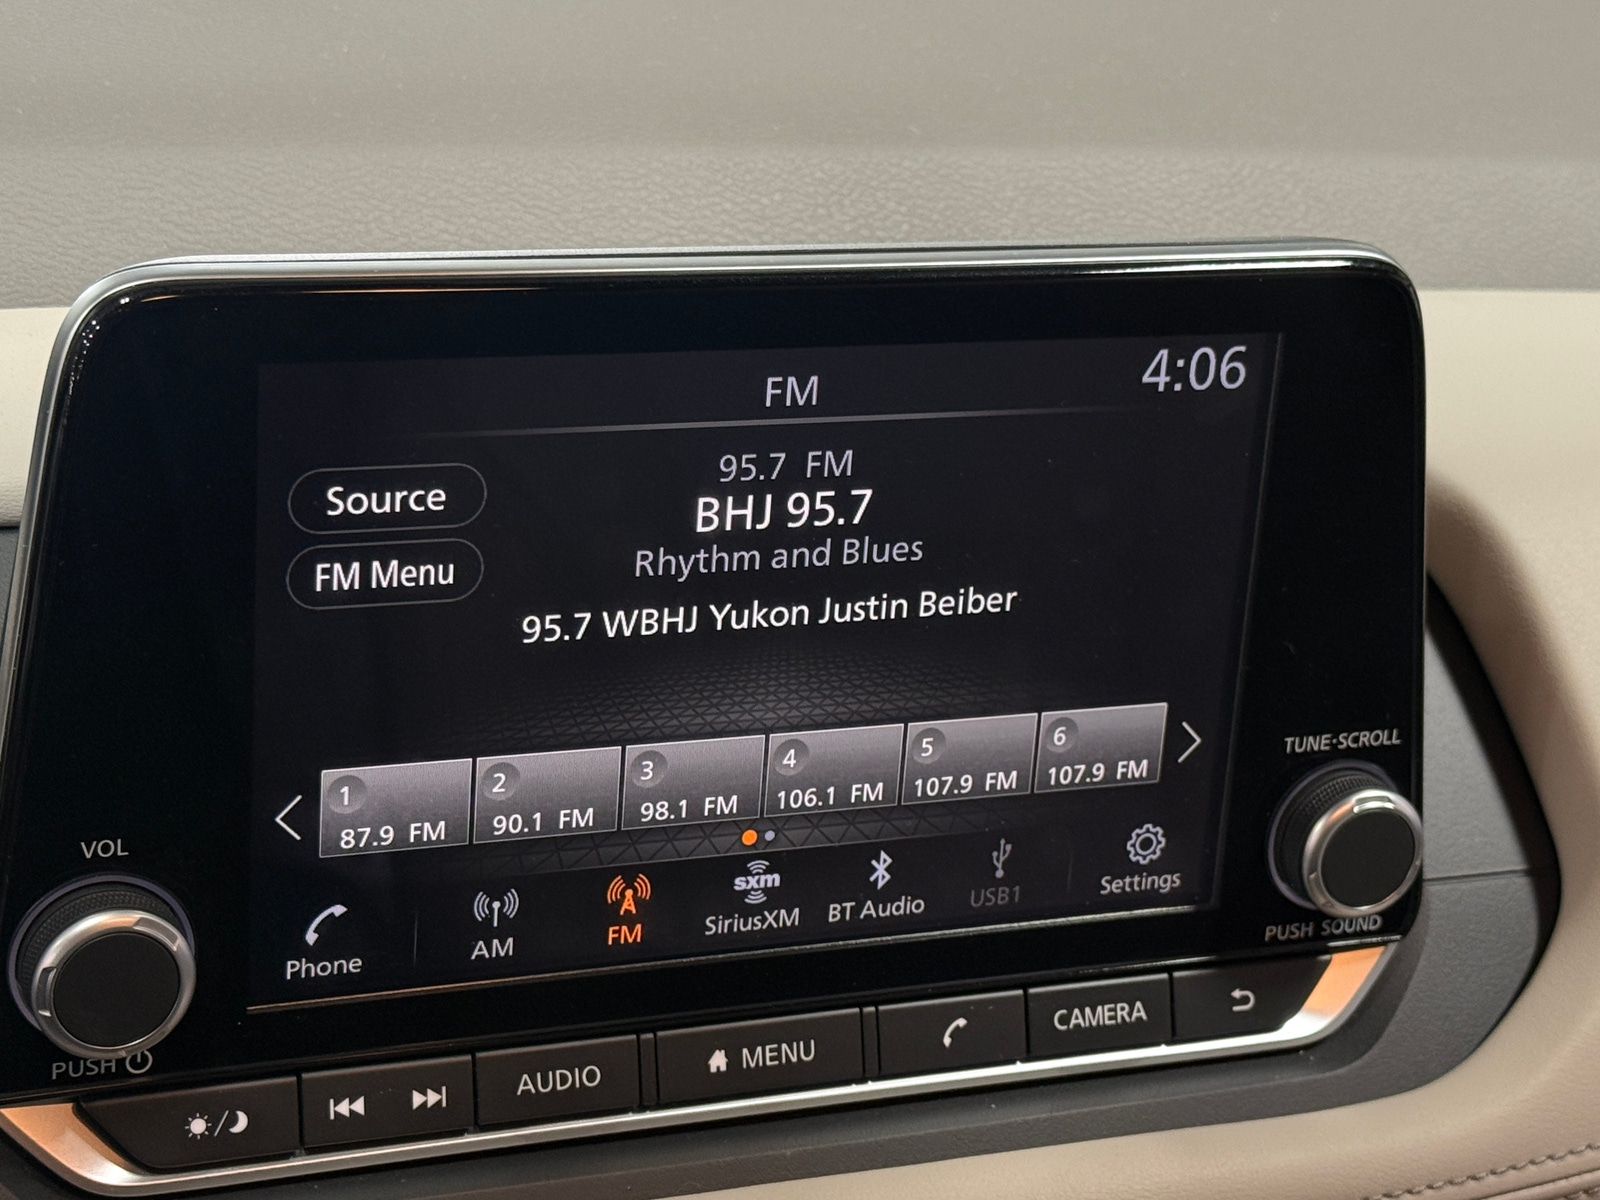 FM
4:06
95.7 FM
BHJ 95.7
Rhythm and Blues
95.7 WBHJ Yukon Justin Beiber
Source
FM Menu
1
87.9 FM
2
90.1 FM
3
98.1 FM
4
106.1 FM
5
107.9 FM
6
107.9 FM
Phone
AM
FM
sxm
SiriusXM
BT Audio
USB1
Settings
VOL
PUSH
TUNE·SCROLL
PUSH SOUND
AUDIO
MENU
CAMERA